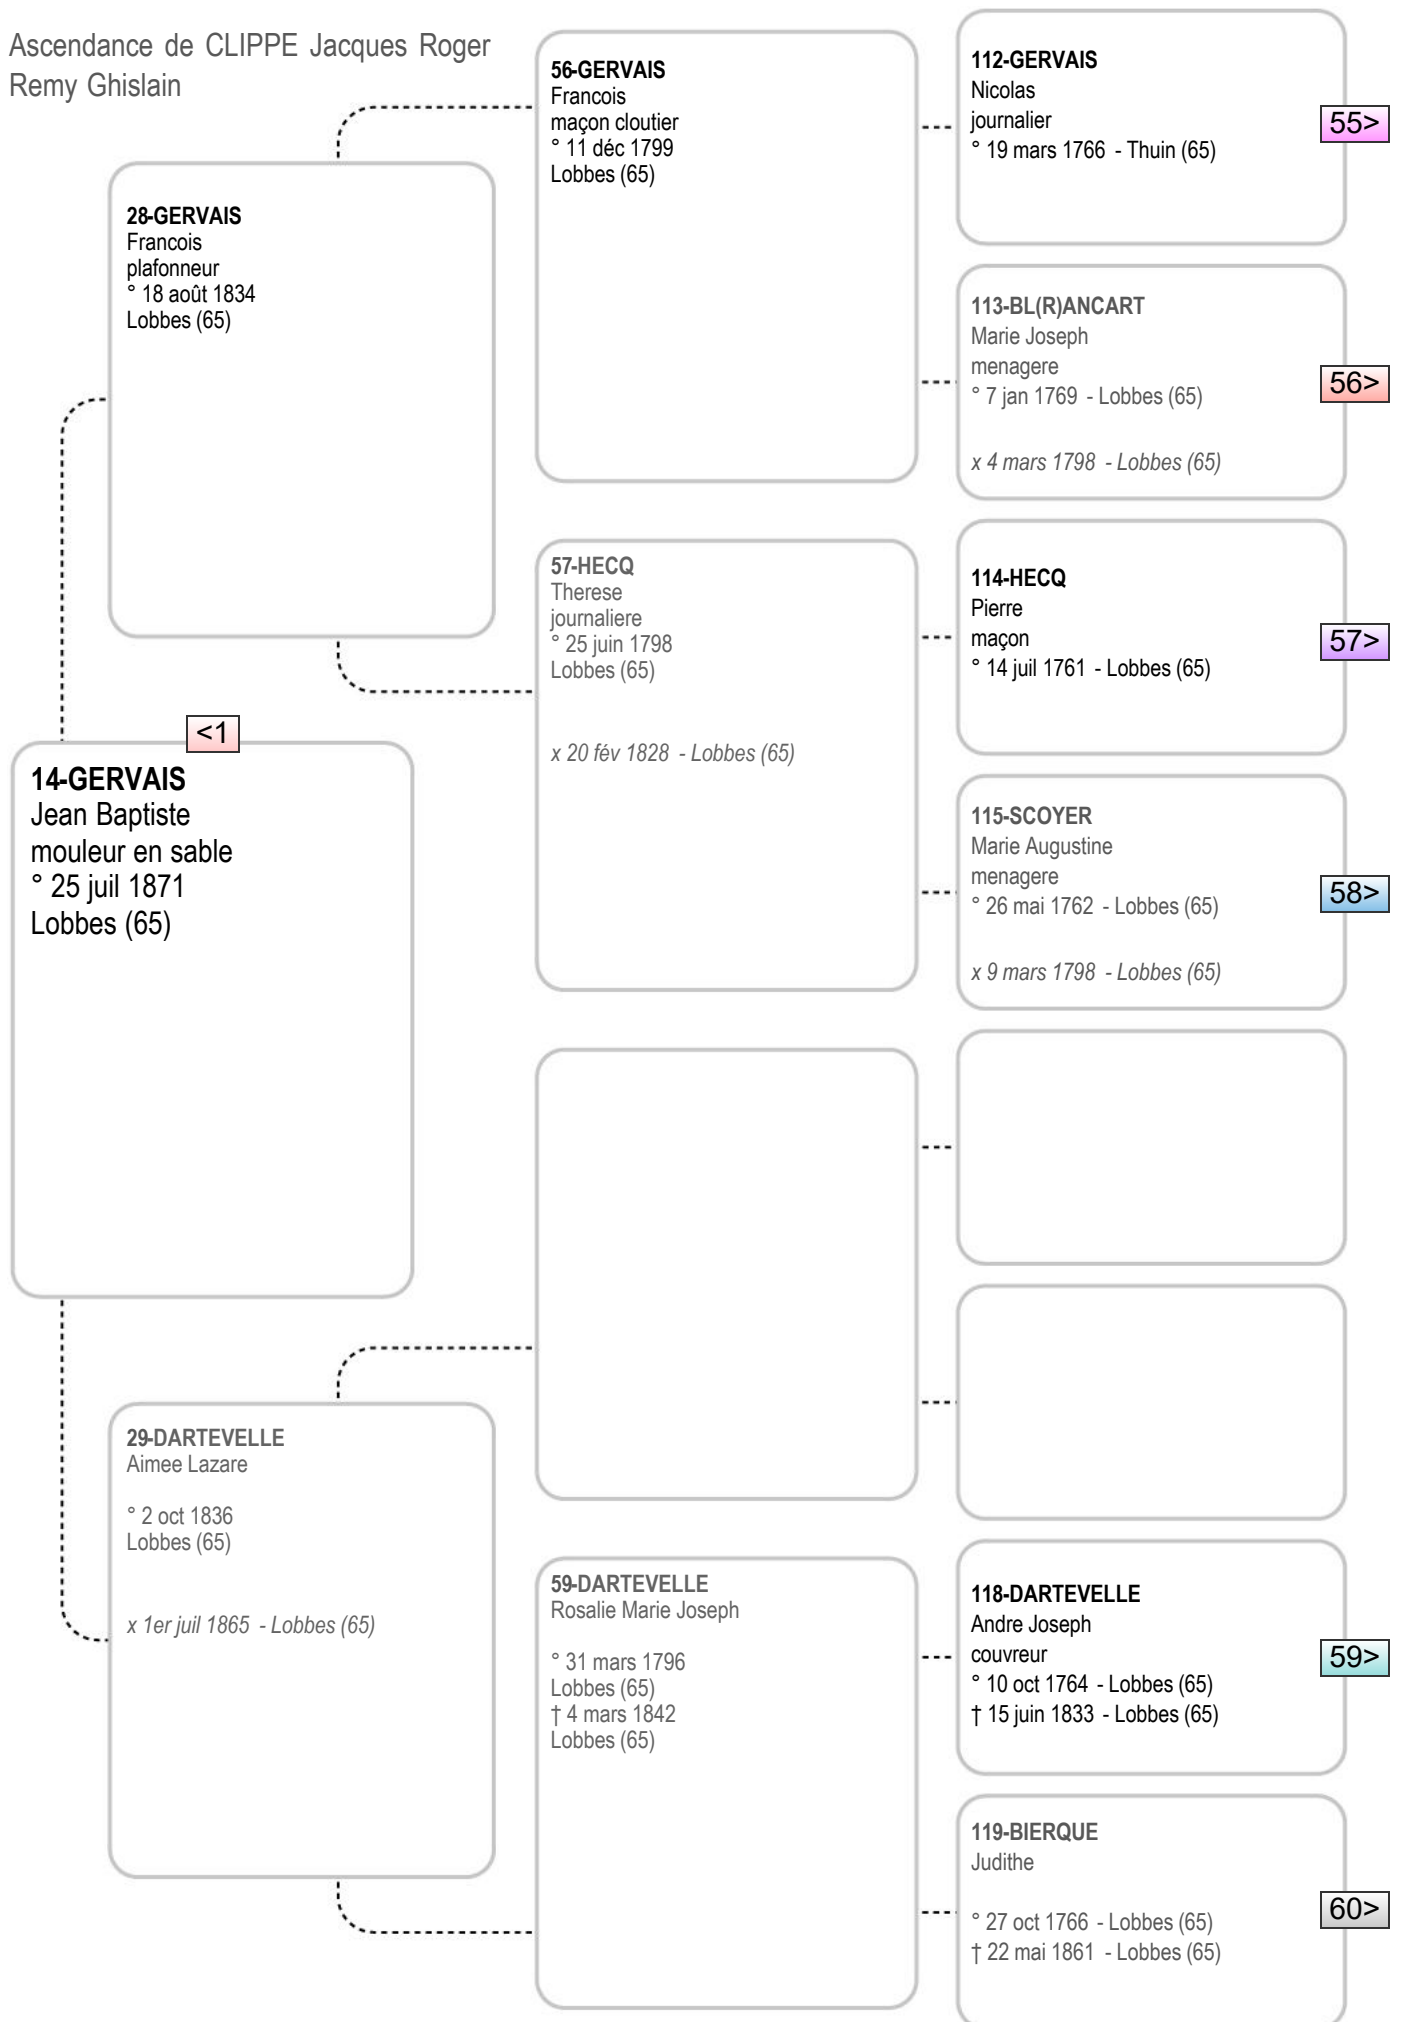 Ascendance de CLIPPE Jacques Roger
Remy Ghislain
<1
14-GERVAIS
Jean Baptiste
mouleur en sable
° 25 juil 1871
Lobbes (65)
28-GERVAIS
Francois
plafonneur
° 18 août 1834
Lobbes (65)
29-DARTEVELLE
Aimee Lazare
° 2 oct 1836
Lobbes (65)
x 1er juil 1865 - Lobbes (65)
56-GERVAIS
Francois
maçon cloutier
° 11 déc 1799
Lobbes (65)
57-HECQ
Therese
journaliere
° 25 juin 1798
Lobbes (65)
x 20 fév 1828 - Lobbes (65)
59-DARTEVELLE
Rosalie Marie Joseph
° 31 mars 1796
Lobbes (65)
† 4 mars 1842
Lobbes (65)
112-GERVAIS
Nicolas
journalier
° 19 mars 1766 - Thuin (65)
55>
113-BL(R)ANCART
Marie Joseph
menagere
° 7 jan 1769 - Lobbes (65)
x 4 mars 1798 - Lobbes (65)
56>
114-HECQ
Pierre
maçon
° 14 juil 1761 - Lobbes (65)
57>
115-SCOYER
Marie Augustine
menagere
° 26 mai 1762 - Lobbes (65)
x 9 mars 1798 - Lobbes (65)
58>
118-DARTEVELLE
Andre Joseph
couvreur
° 10 oct 1764 - Lobbes (65)
† 15 juin 1833 - Lobbes (65)
59>
119-BIERQUE
Judithe
° 27 oct 1766 - Lobbes (65)
† 22 mai 1861 - Lobbes (65)
60>